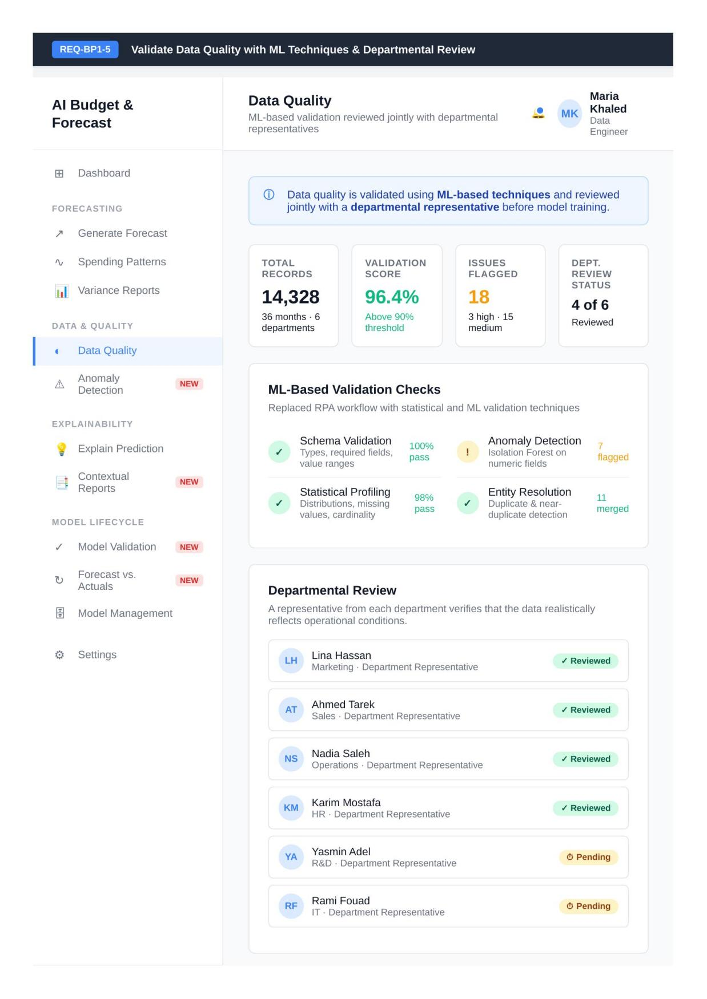 REQ-BP1-5
Validate Data Quality with ML Techniques & Departmental Review
AI Budget &
Forecast
Dashboard
FORECASTING
Generate Forecast
Spending Patterns
Variance Reports
DATA & QUALITY
Data Quality
Anomaly
Detection
NEW
EXPLAINABILITY
Explain Prediction
Contextual
Reports
NEW
MODEL LIFECYCLE
Model Validation
NEW
Forecast vs.
Actuals
NEW
Model Management
Settings
Data Quality
ML-based validation reviewed jointly with departmental
representatives
MK
Maria
Khaled
Data
Engineer
Data quality is validated using ML-based techniques and reviewed
jointly with a departmental representative before model training.
TOTAL
RECORDS
14,328
36 months · 6
departments
VALIDATION
SCORE
96.4%
Above 90%
threshold
ISSUES
FLAGGED
18
3 high · 15
medium
DEPT.
REVIEW
STATUS
4 of 6
Reviewed
ML-Based Validation Checks
Replaced RPA workflow with statistical and ML validation techniques
✓
Schema Validation
Types, required fields,
value ranges
100%
pass
!
Anomaly Detection
Isolation Forest on
numeric fields
7
flagged
✓
Statistical Profiling
Distributions, missing
values, cardinality
98%
pass
✓
Entity Resolution
Duplicate & near-
duplicate detection
11
merged
Departmental Review
A representative from each department verifies that the data realistically
reflects operational conditions.
LH
Lina Hassan
Marketing · Department Representative
✓ Reviewed
AT
Ahmed Tarek
Sales · Department Representative
✓ Reviewed
NS
Nadia Saleh
Operations · Department Representative
✓ Reviewed
KM
Karim Mostafa
HR · Department Representative
✓ Reviewed
YA
Yasmin Adel
R&D · Department Representative
⏱ Pending
RF
Rami Fouad
IT · Department Representative
⏱ Pending